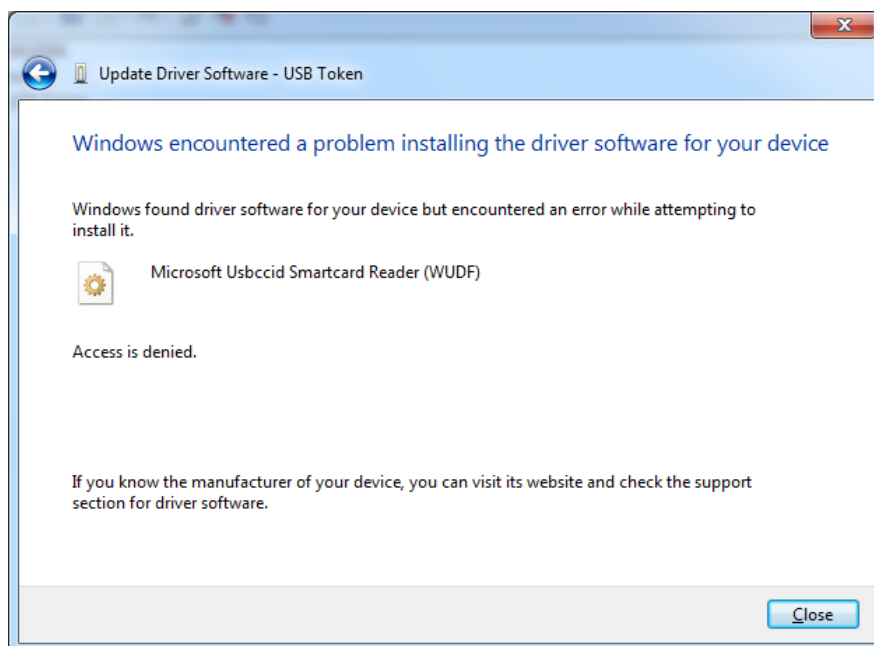 Update Driver Software - USB Token
Windows encountered a problem installing the driver software for your device
Windows found driver software for your device but encountered an error while attempting to
install it.
Microsoft Usbccid Smartcard Reader (WUDF)
Access is denied.
If you know the manufacturer of your device, you can visit its website and check the support
section for driver software.
Close